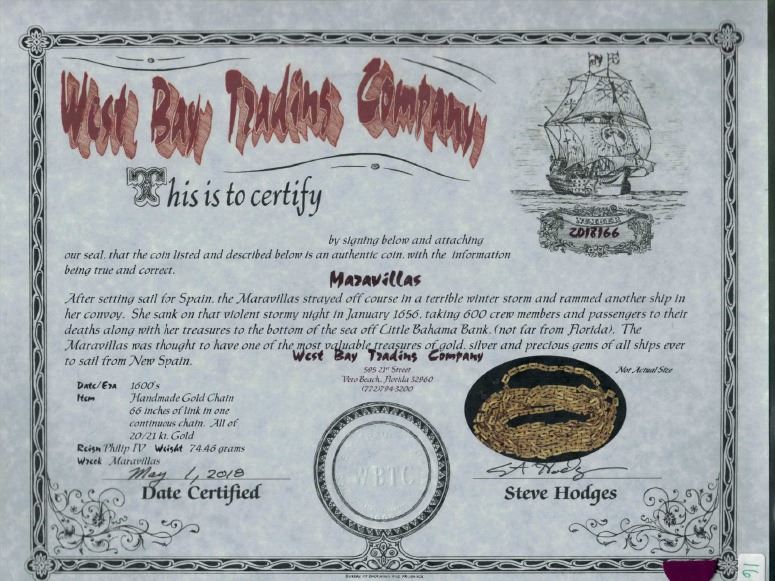 West Bay Trading Company
This is to certify
NUMBER
2018166
by signing below and attaching
our seal, that the coin listed and described below is an authentic coin, with the information
being true and correct.
Maravillas
After setting sail for Spain, the Maravillas strayed off course in a terrible winter storm and rammed another ship in
her convoy. She sank on that violent stormy night in January 1656, taking 600 crew members and passengers to their
deaths along with her treasures to the bottom of the sea off Little Bahama Bank, (not far from Florida). The
Maravillas was thought to have one of the most valuable treasures of gold, silver and precious gems of all ships ever
to sail from New Spain.
West Bay Trading Company
595 21st Street
Vero Beach, Florida 32960
(772)794-3200
Not Actual Size
Date/Era 1600's
Item Handmade Gold Chain
66 inches of link in one
continuous chain. All of
20/21 kt. Gold
Reign Philip IV Weight 74.46 grams
Wreck Maravillas
May 1, 2018
Date Certified
WBTC
Steve Hodges
16